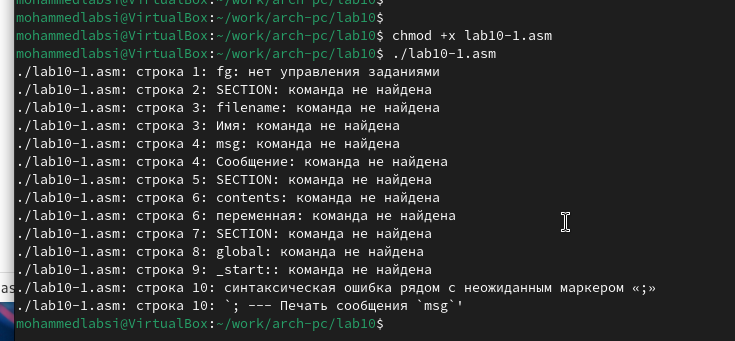 mohammedlabsi@VirtualBox:~/work/arch-pc/lab10$
mohammedlabsi@VirtualBox:~/work/arch-pc/lab10$ chmod +x lab10-1.asm
mohammedlabsi@VirtualBox:~/work/arch-pc/lab10$ ./lab10-1.asm
./lab10-1.asm: строка 1: fg: нет управления заданиями
./lab10-1.asm: строка 2: SECTION: команда не найдена
./lab10-1.asm: строка 3: filename: команда не найдена
./lab10-1.asm: строка 3: Имя: команда не найдена
./lab10-1.asm: строка 4: msg: команда не найдена
./lab10-1.asm: строка 4: Сообщение: команда не найдена
./lab10-1.asm: строка 5: SECTION: команда не найдена
./lab10-1.asm: строка 6: contents: команда не найдена
./lab10-1.asm: строка 6: переменная: команда не найдена
./lab10-1.asm: строка 7: SECTION: команда не найдена
./lab10-1.asm: строка 8: global: команда не найдена
./lab10-1.asm: строка 9: _start:: команда не найдена
./lab10-1.asm: строка 10: синтаксическая ошибка рядом с неожиданным маркером «;»
./lab10-1.asm: строка 10: `; --- Печать сообщения `msg`'
mohammedlabsi@VirtualBox:~/work/arch-pc/lab10$